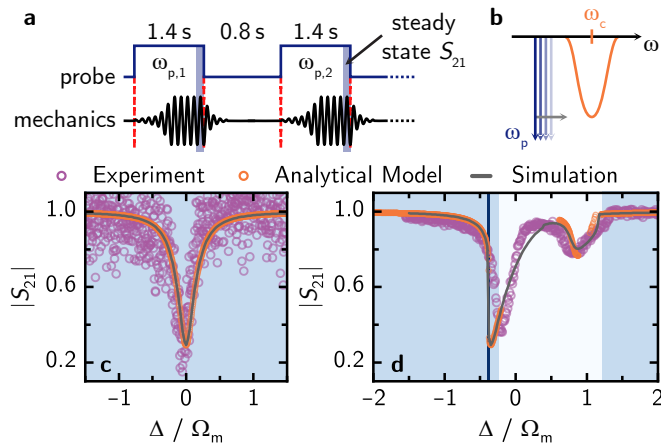 a
1.4 s 0.8 s 1.4 s
steady
state S₂₁
probe
ωp,1
ωp,2
mechanics
b
ωc
ω
ωp
Experiment Analytical Model Simulation
|S₂₁|
1.0
0.6
0.2
c
−1 0 1
Δ / Ωm
|S₂₁|
1.0
0.6
0.2
d
−2 −1 0 1 2
Δ / Ωm